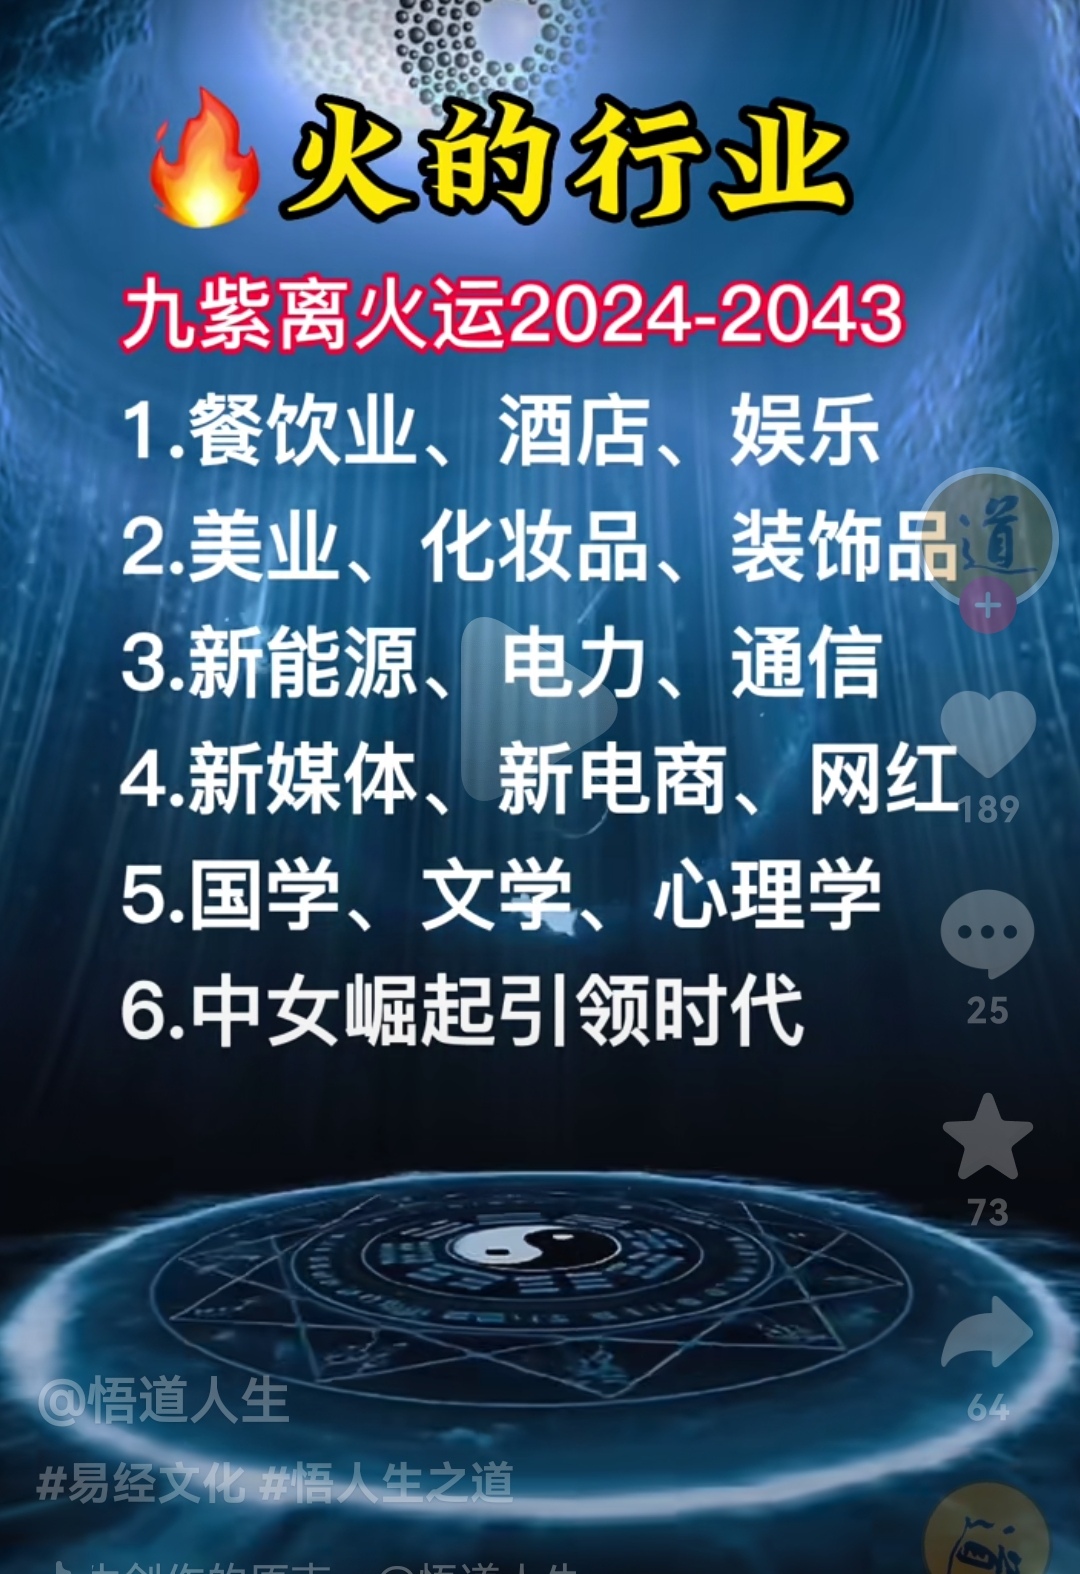 🔥火的行业
九紫离火运2024-2043
1.餐饮业、酒店、娱乐
2.美业、化妆品、装饰品
道
3.新能源、电力、通信
4.新媒体、新电商、网红
189
5.国学、文学、心理学
25
6.中女崛起引领时代
73
@悟道人生
64
#易经文化 #悟人生之道